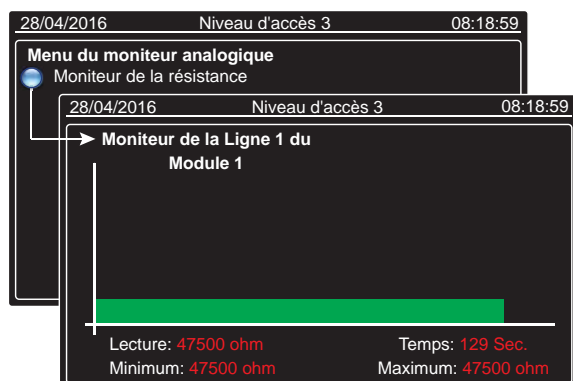 28/04/2016 Niveau d'accès 3 08:18:59
Menu du moniteur analogique
Moniteur de la résistance
28/04/2016 Niveau d'accès 3 08:18:59
Moniteur de la Ligne 1 du
Module 1
Lecture: 47500 ohm Temps: 129 Sec.
Minimum: 47500 ohm Maximum: 47500 ohm